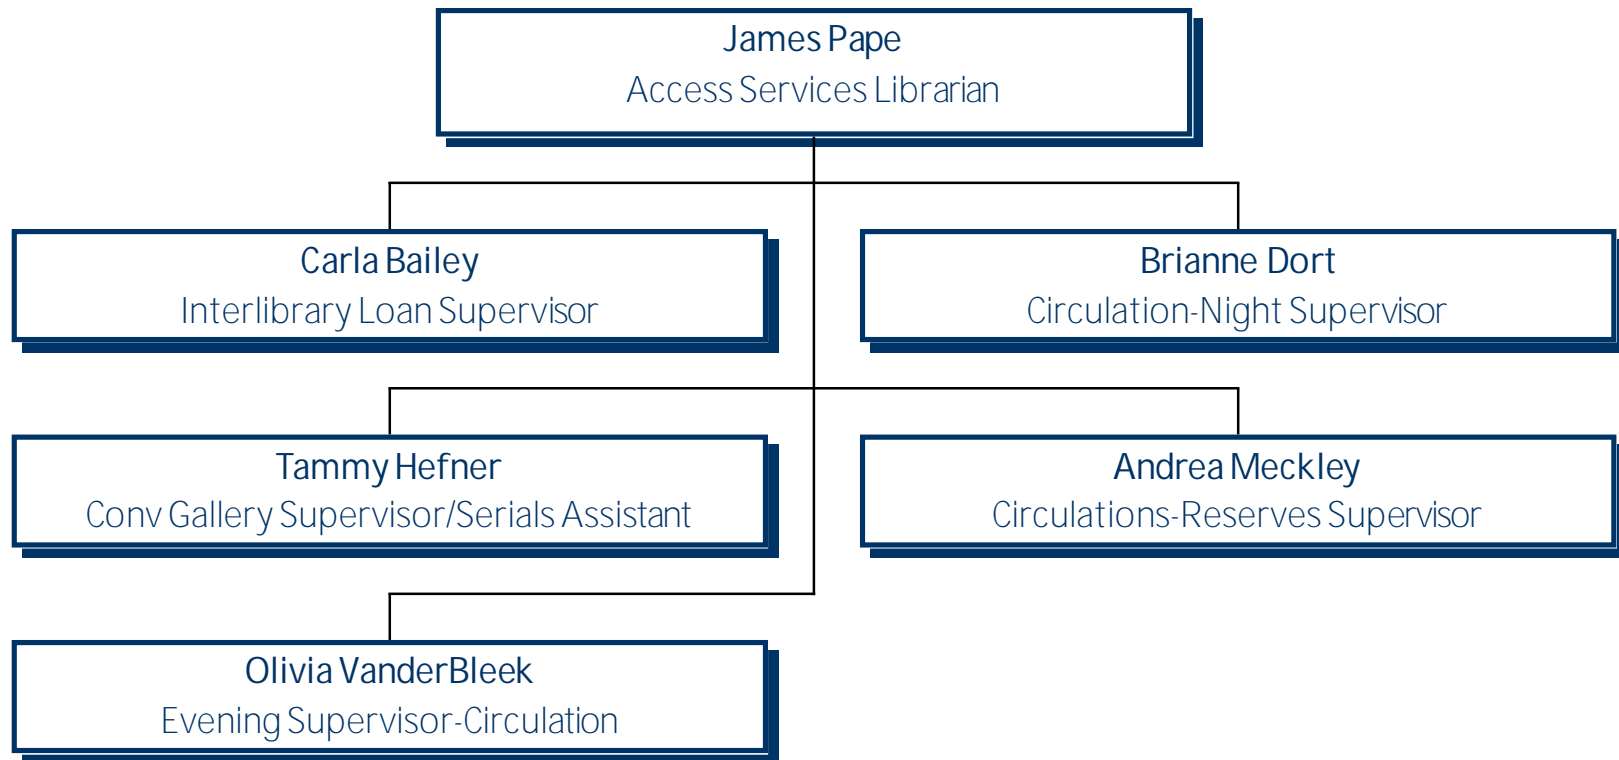 James Pape
Access Services Librarian
Carla Bailey
Interlibrary Loan Supervisor
Brianne Dort
Circulation-Night Supervisor
Tammy Hefner
Conv Gallery Supervisor/Serials Assistant
Andrea Meckley
Circulations-Reserves Supervisor
Olivia VanderBleek
Evening Supervisor-Circulation